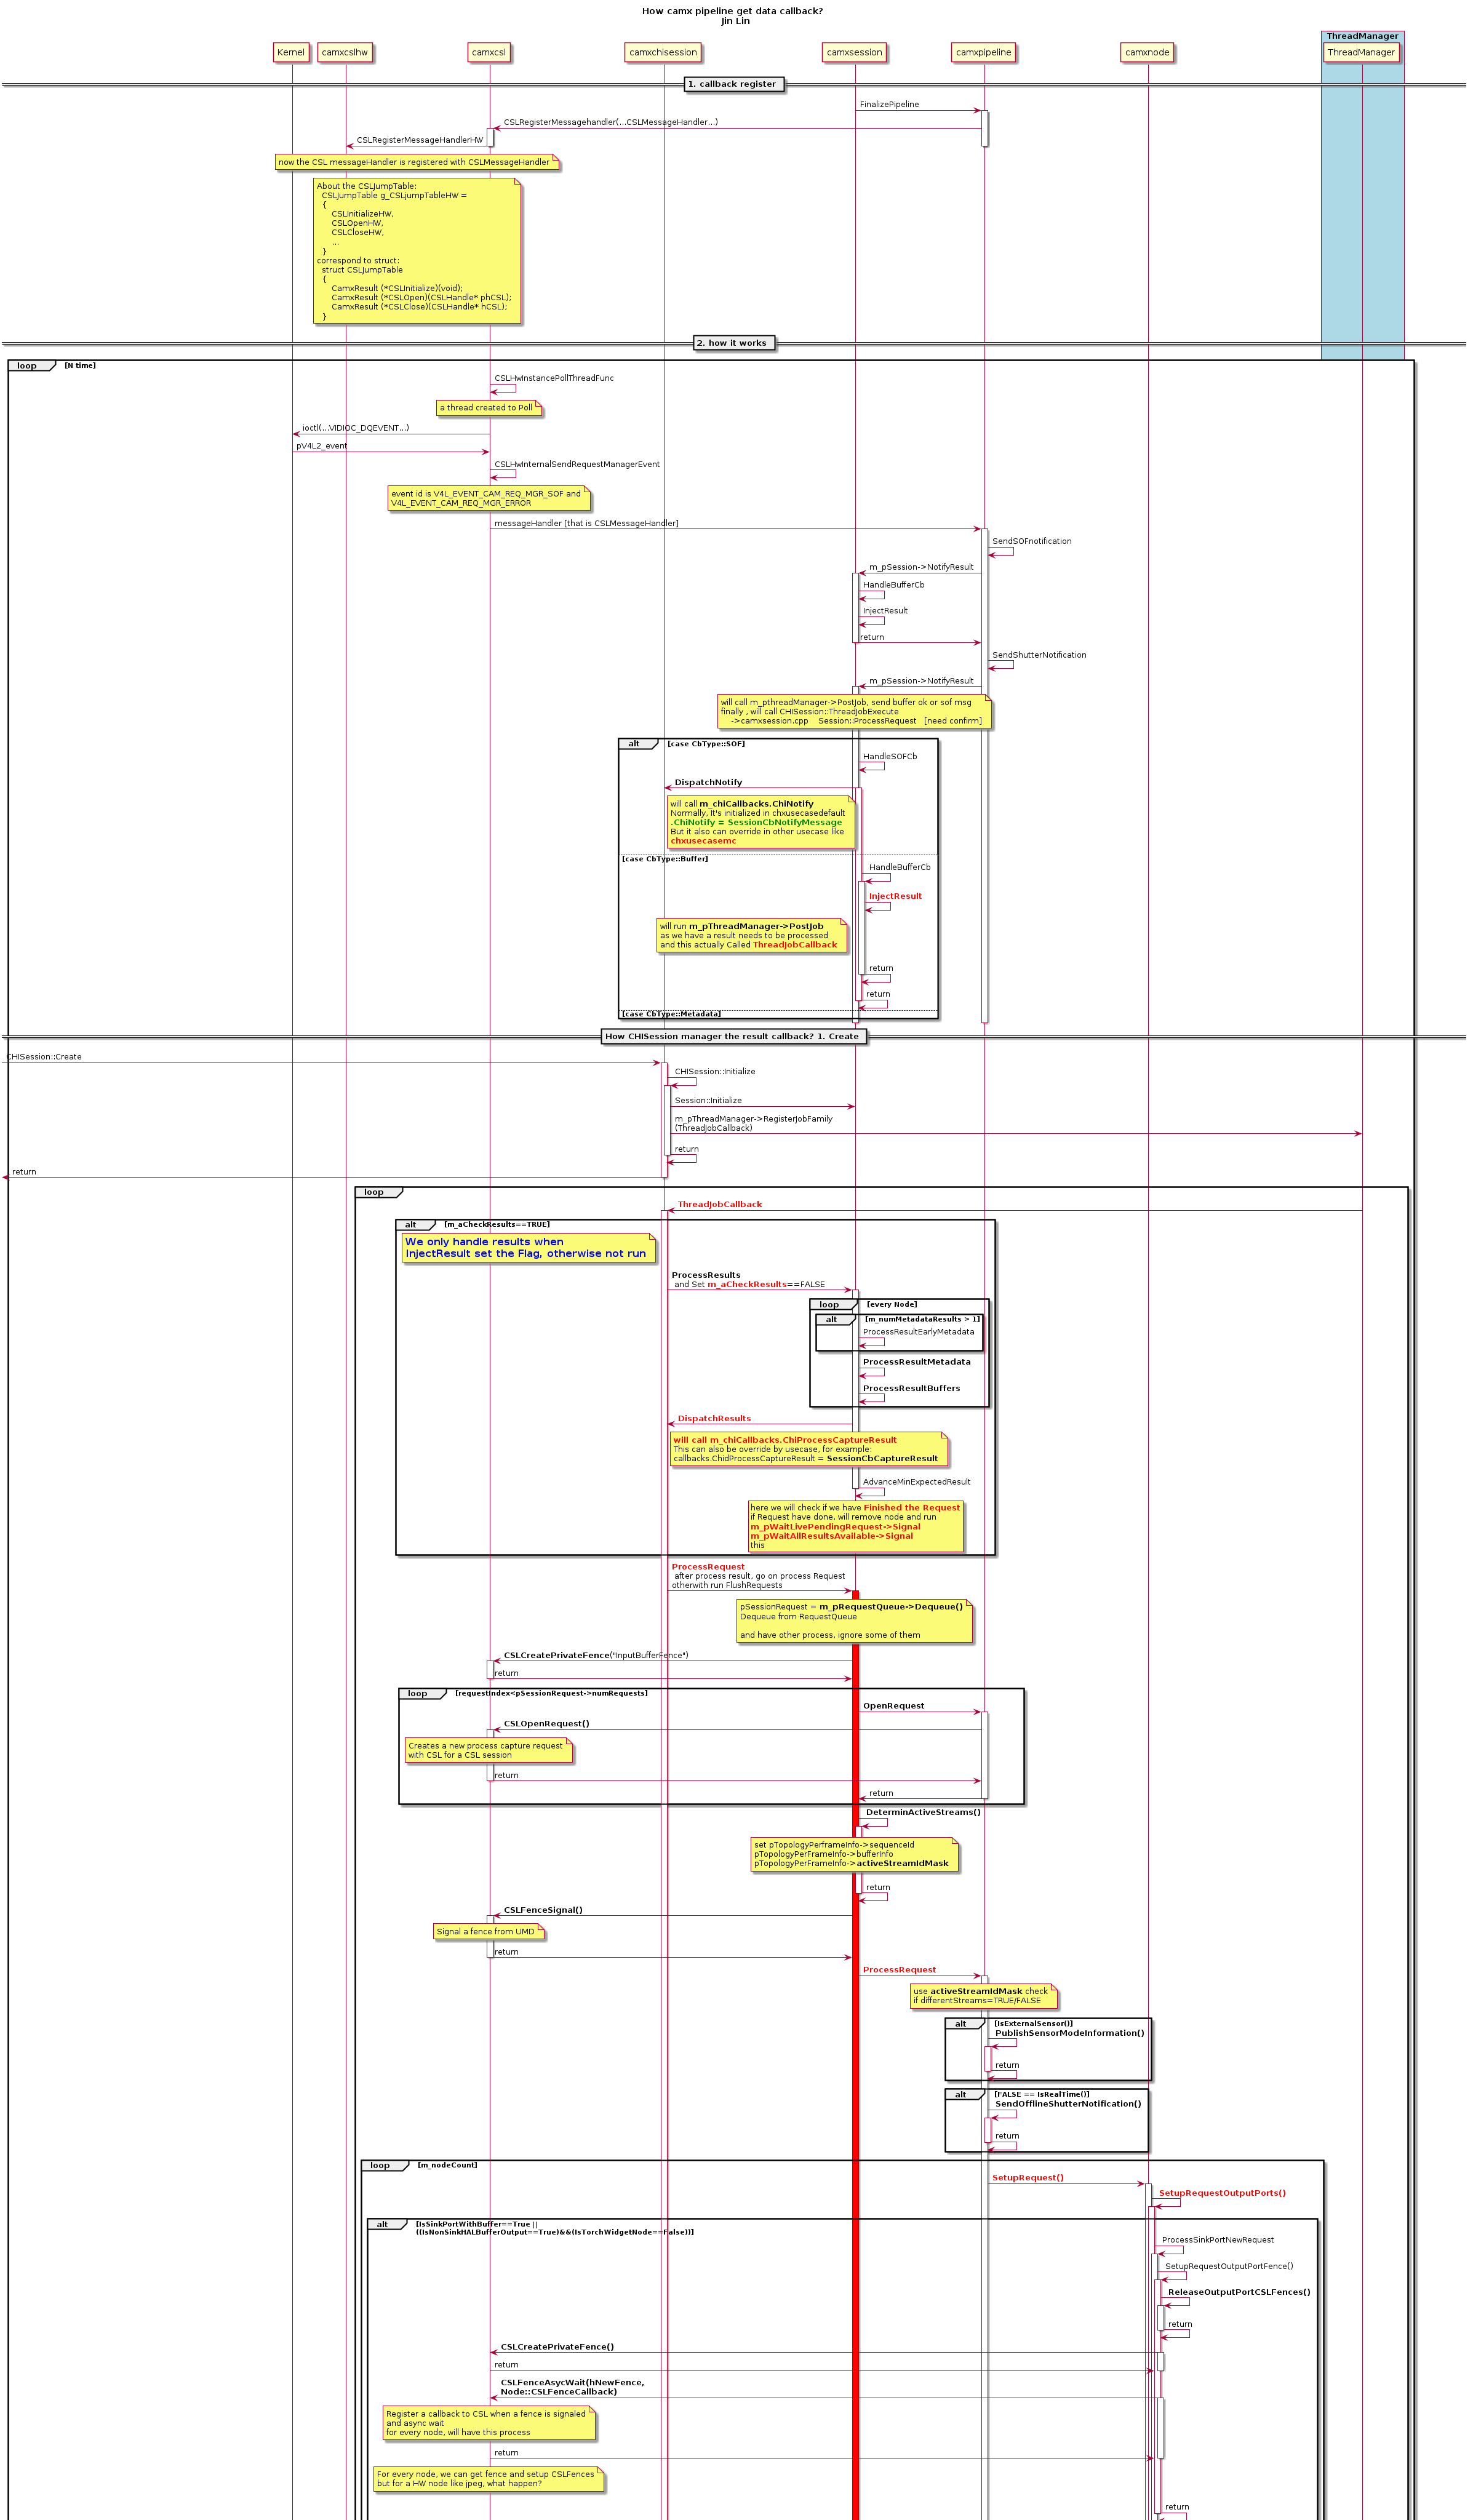 How camx pipeline get data callback?
Jin Lin
ThreadManager
Kernel
camxcslhw
camxcsl
camxchisession
camxsession
camxpipeline
camxnode
ThreadManager
1. callback register
FinalizePipeline
CSLRegisterMessagehandler(...CSLMessageHandler...)
CSLRegisterMessageHandlerHW
now the CSL messageHandler is registered with CSLMessageHandler
About the CSLJumpTable:
CSLJumpTable g_CSLjumpTableHW =
{
CSLInitializeHW,
CSLOpenHW,
CSLCloseHW,
...
}
correspond to struct:
struct CSLJumpTable
{
CamxResult (*CSLInitialize)(void);
CamxResult (*CSLOpen)(CSLHandle* phCSL);
CamxResult (*CSLClose)(CSLHandle* hCSL);
}
2. how it works
loop [N time]
CSLHwInstancePollThreadFunc
a thread created to Poll
ioctl(...VIDIOC_DQEVENT...)
pV4L2_event
CSLHwInternalSendRequestManagerEvent
event id is V4L_EVENT_CAM_REQ_MGR_SOF and
V4L_EVENT_CAM_REQ_MGR_ERROR
messageHandler [that is CSLMessageHandler]
SendSOFnotification
m_pSession->NotifyResult
HandleBufferCb
InjectResult
return
SendShutterNotification
m_pSession->NotifyResult
will call m_pthreadManager->PostJob, send buffer ok or sof msg
finally , will call CHISession::ThreadJobExecute
->camxsession.cpp Session::ProcessRequest [need confirm]
alt [case CbType::SOF]
HandleSOFCb
DispatchNotify
will call m_chiCallbacks.ChiNotify
Normally, It's initialized in chxusecasedefault
.ChiNotify = SessionCbNotifyMessage
But it also can override in other usecase like
chxusecasemc
[case CbType::Buffer]
HandleBufferCb
InjectResult
will run m_pThreadManager->PostJob
as we have a result needs to be processed
and this actually Called ThreadJobCallback
return
return
[case CbType::Metadata]
How CHISession manager the result callback? 1. Create
CHISession::Create
CHISession::Initialize
Session::Initialize
m_pThreadManager->RegisterJobFamily
(ThreadJobCallback)
return
return
loop
ThreadJobCallback
alt [m_aCheckResults==TRUE]
We only handle results when
InjectResult set the Flag, otherwise not run
ProcessResults
and Set m_aCheckResults==FALSE
loop [every Node]
alt [m_numMetadataResults > 1]
ProcessResultEarlyMetadata
ProcessResultMetadata
ProcessResultBuffers
DispatchResults
will call m_chiCallbacks.ChiProcessCaptureResult
This can also be override by usecase, for example:
callbacks.ChidProcessCaptureResult = SessionCbCaptureResult
AdvanceMinExpectedResult
here we will check if we have Finished the Request
if Request have done, will remove node and run
m_pWaitLivePendingRequest->Signal
m_pWaitAllResultsAvailable->Signal
this
ProcessRequest
after process result, go on process Request
otherwith run FlushRequests
pSessionRequest = m_pRequestQueue->Dequeue()
Dequeue from RequestQueue
and have other process, ignore some of them
CSLCreatePrivateFence("InputBufferFence")
return
loop [requestIndex<pSessionRequest->numRequests]
OpenRequest
CSLOpenRequest()
Creates a new process capture request
with CSL for a CSL session
return
return
DeterminActiveStreams()
set pTopologyPerframeInfo->sequenceId
pTopologyPerFrameInfo->bufferInfo
pTopologyPerFrameInfo->activeStreamIdMask
return
CSLFenceSignal()
Signal a fence from UMD
return
ProcessRequest
use activeStreamIdMask check
if differentStreams=TRUE/FALSE
alt [IsExternalSensor()]
PublishSensorModeInformation()
return
alt [FALSE == IsRealTime()]
SendOfflineShutterNotification()
return
loop [m_nodeCount]
SetupRequest()
SetupRequestOutputPorts()
alt [IsSinkPortWithBuffer==True ||
((IsNonSinkHALBufferOutput==True)&&(IsTorchWidgetNode==False))]
ProcessSinkPortNewRequest
SetupRequestOutputPortFence()
ReleaseOutputPortCSLFences()
return
CSLCreatePrivateFence()
return
CSLFenceAsycWait(hNewFence,
Node::CSLFenceCallback)
Register a callback to CSL when a fence is signaled
and async wait
for every node, will have this process
return
For every node, we can get fence and setup CSLFences
but for a HW node like jpeg, what happen?
return